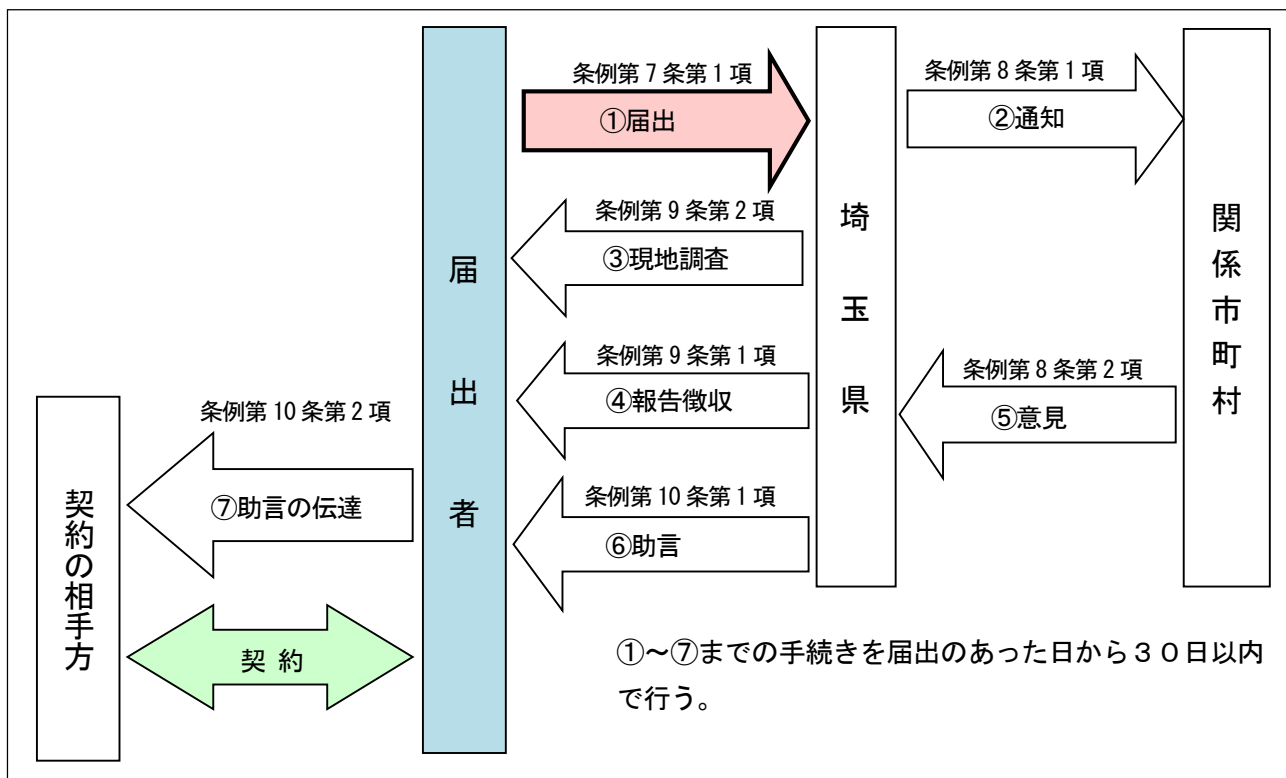 条例第７条第１項
①届出
条例第８条第１項
②通知
条例第９条第２項
③現地調査
条例第９条第１項
④報告徴収
条例第８条第２項
⑤意見
条例第10条第１項
⑥助言
条例第10条第２項
⑦助言の伝達
契約
契約の相手方
届出者
埼玉県
関係市町村
①～⑦までの手続きを届出のあった日から３０日以内
で行う。